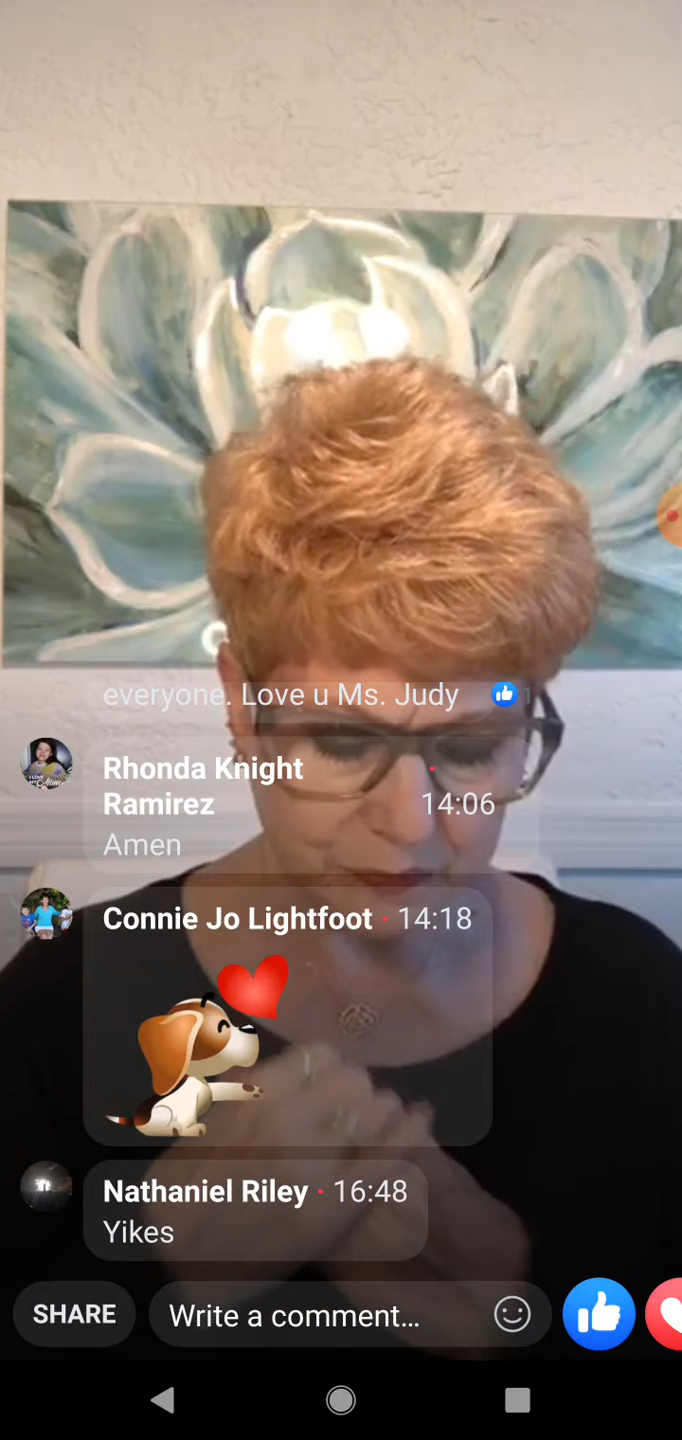 everyone. Love u Ms. Judy 1
Rhonda Knight
Ramirez 14:06
Amen
Connie Jo Lightfoot · 14:18
Nathaniel Riley · 16:48
Yikes
SHARE Write a comment...